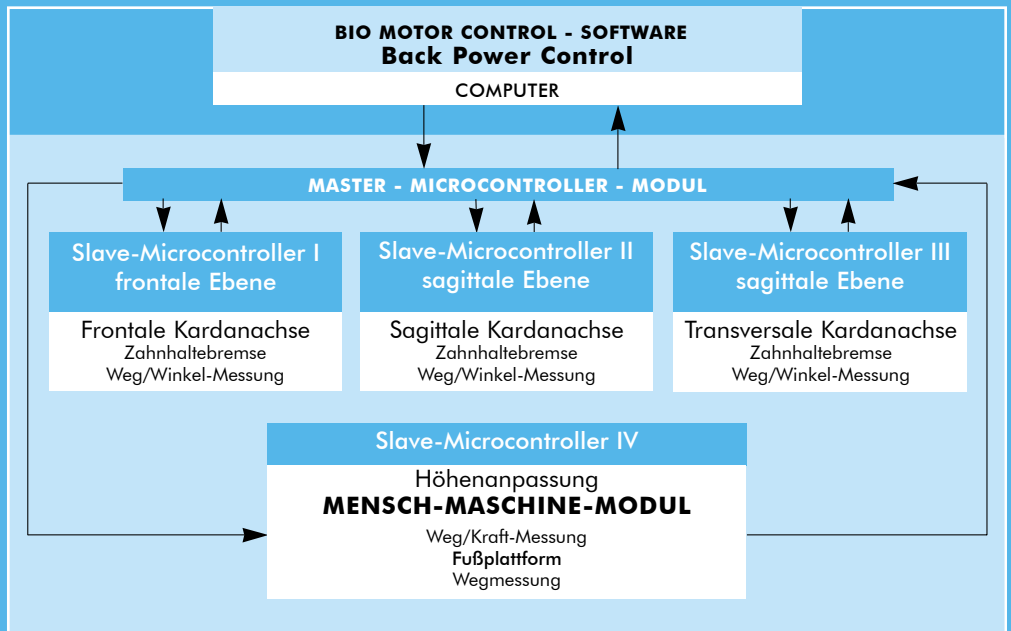 BIO MOTOR CONTROL - SOFTWARE
Back Power Control
COMPUTER
MASTER - MICROCONTROLLER - MODUL
Slave-Microcontroller I
frontale Ebene
Frontale Kardanachse
Zahnhaltebremse
Weg/Winkel-Messung
Slave-Microcontroller II
sagittale Ebene
Sagittale Kardanachse
Zahnhaltebremse
Weg/Winkel-Messung
Slave-Microcontroller III
sagittale Ebene
Transversale Kardanachse
Zahnhaltebremse
Weg/Winkel-Messung
Slave-Microcontroller IV
Höhenanpassung
MENSCH-MASCHINE-MODUL
Weg/Kraft-Messung
Fußplattform
Wegmessung